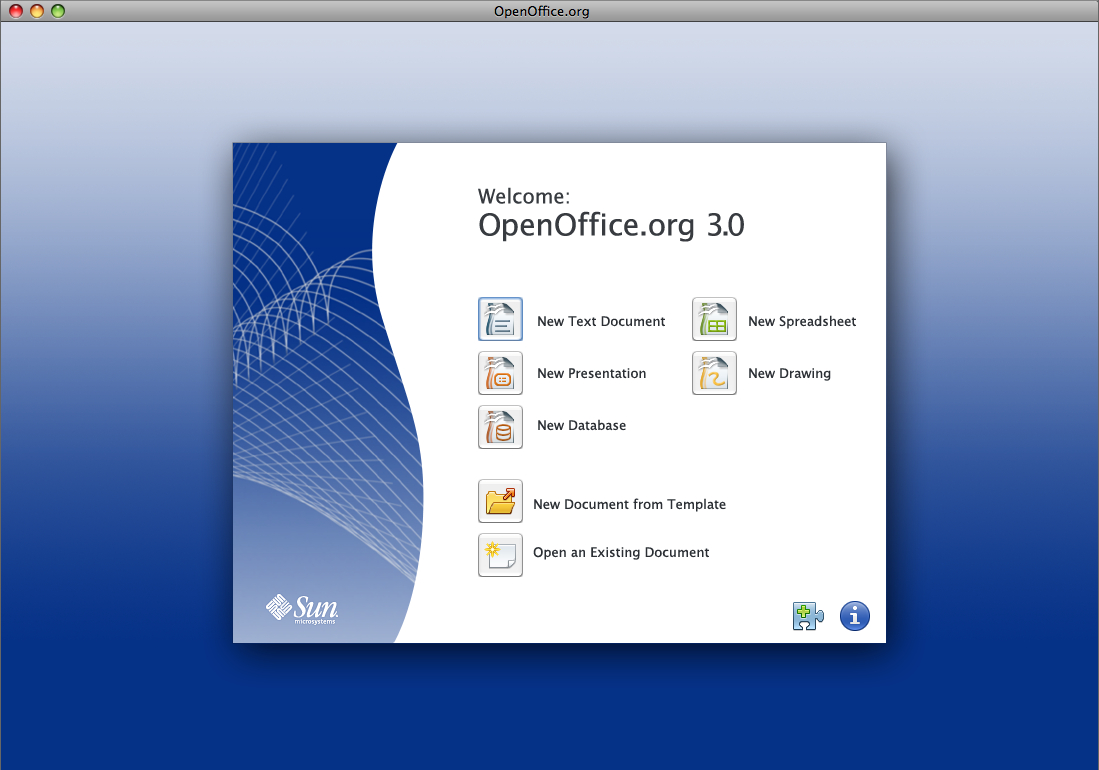 OpenOffice.org
Welcome:
OpenOffice.org 3.0
New Text Document
New Spreadsheet
New Presentation
New Drawing
New Database
New Document from Template
Open an Existing Document
Sun
microsystems